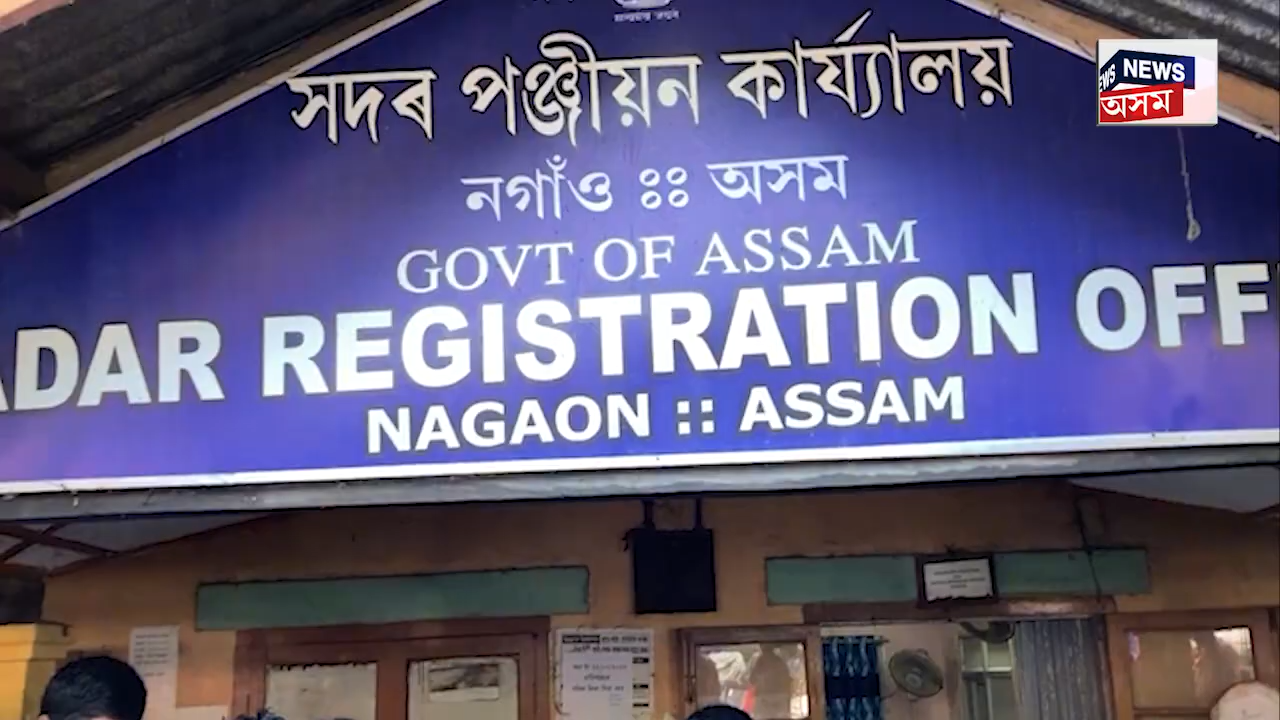 সদৰ পঞ্জীয়ন কাৰ্য্যালয়
নগাঁও :: অসম
GOVT OF ASSAM
ADAR REGISTRATION OFF
NAGAON :: ASSAM
NEWS
অসম